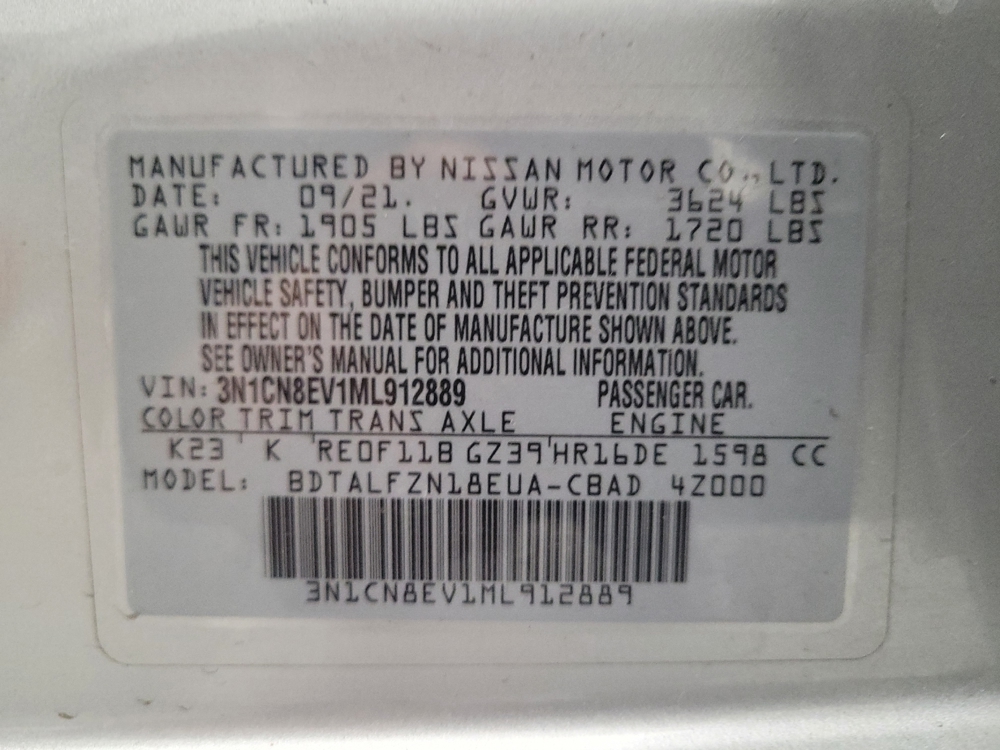 MANUFACTURED BY NISSAN MOTOR CO., LTD.
DATE: 09/21. GVWR: 3624 LBS
GAWR FR: 1905 LBS GAWR RR: 1720 LBS
THIS VEHICLE CONFORMS TO ALL APPLICABLE FEDERAL MOTOR
VEHICLE SAFETY, BUMPER AND THEFT PREVENTION STANDARDS
IN EFFECT ON THE DATE OF MANUFACTURE SHOWN ABOVE.
SEE OWNER'S MANUAL FOR ADDITIONAL INFORMATION.
VIN: 3N1CN8EV1ML912889 PASSENGER CAR.
COLOR TRIM TRANS AXLE ENGINE
K23 ' K 'RE0F11B GZ39'HR16DE 1598 CC
MODEL: BDTALFZN18EUA-CBAD 4Z000
3N1CN8EV1ML912889